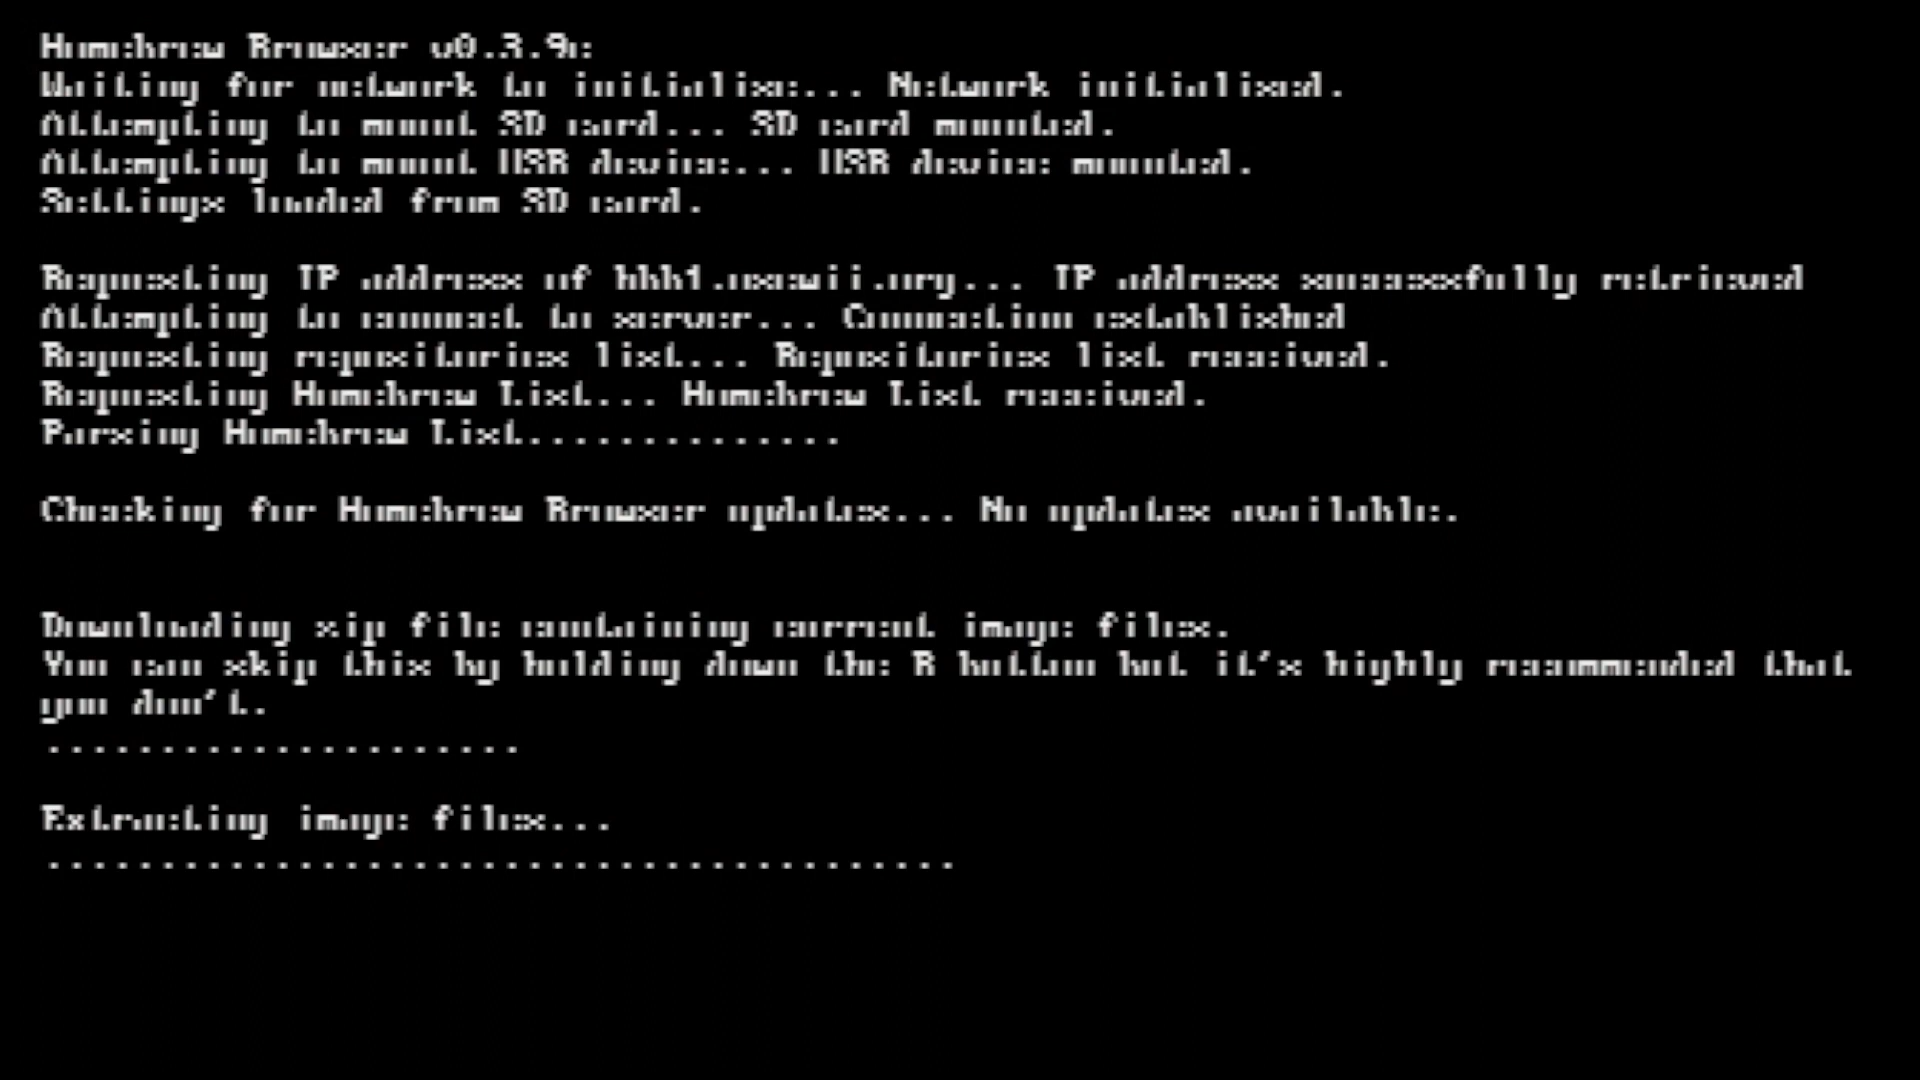 Homebrew Browser v0.3.9e
Waiting for network to initialise... Network initialised.
Attempting to mount SD card... SD card mounted.
Attempting to mount USB device... USB device mounted.
Settings loaded from SD card.
Requesting IP address of hbb1.oscwii.org... IP address successfully retrieved
Attempting to connect to server... Connection established
Requesting repositories list.... Repositories list received.
Requesting Homebrew List... Homebrew List received.
Parsing Homebrew List..............
Checking for Homebrew Browser updates... No updates available.
Downloading zip file containing current image files.
You can skip this by holding down the B button but it's highly recommended that
you don't.
.....................
Extracting image files...
........................................